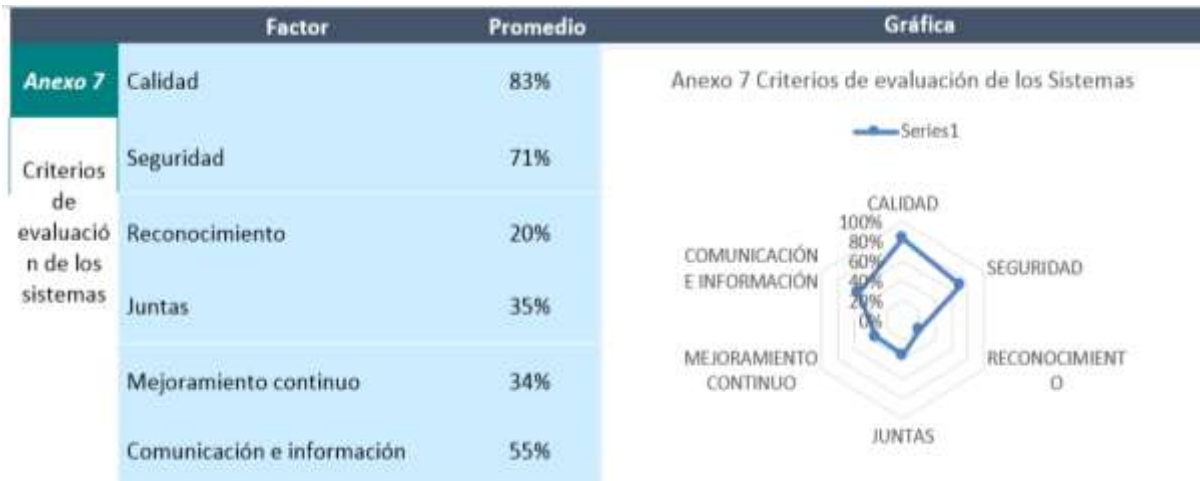 Factor Promedio Gráfica
Anexo 7 Calidad 83%
Seguridad 71%
Reconocimiento 20%
Juntas 35%
Mejoramiento continuo 34%
Comunicación e información 55%
Criterios
de
evaluació
n de los
sistemas
Anexo 7 Criterios de evaluación de los Sistemas
Series1
CALIDAD
100%
80%
60%
40%
20%
0%
SEGURIDAD
RECONOCIMIENT
O
JUNTAS
MEJORAMIENTO
CONTINUO
COMUNICACIÓN
E INFORMACIÓN